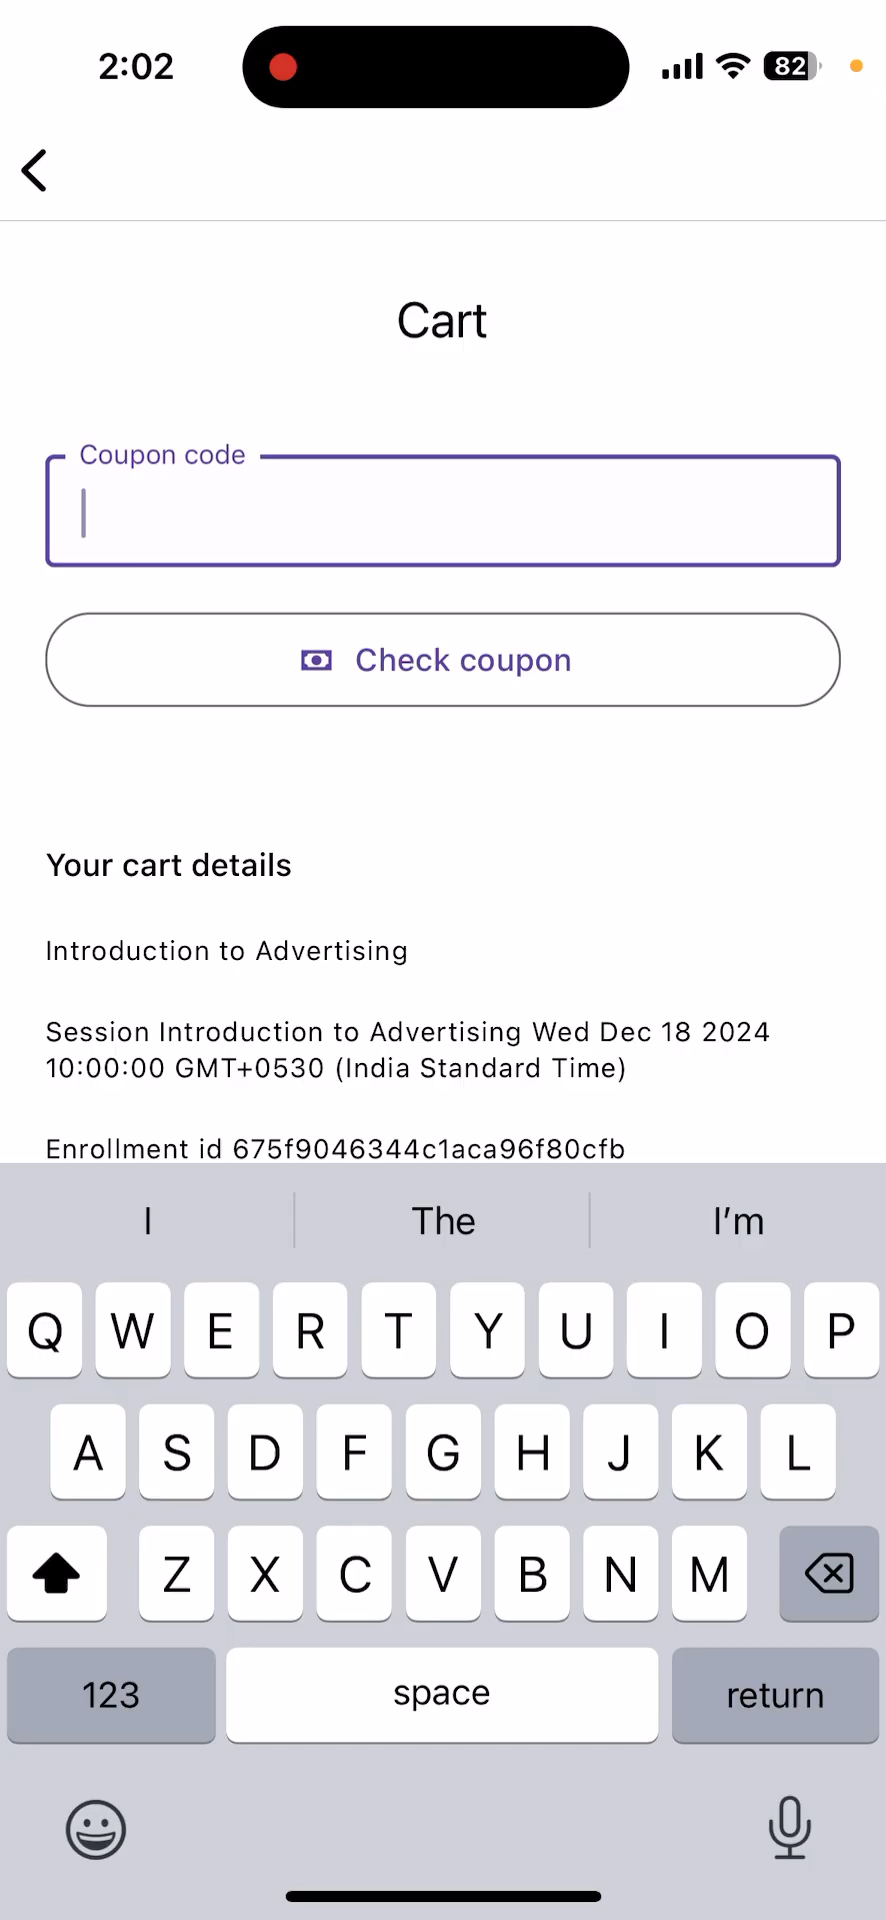 2:02
82
Cart
Coupon code
Check coupon
Your cart details
Introduction to Advertising
Session Introduction to Advertising Wed Dec 18 2024
10:00:00 GMT+0530 (India Standard Time)
Enrollment id 675f9046344c1aca96f80cfb
I The I'm
Q W E R T Y U I O P
A S D F G H J K L
Z X C V B N M
123 space return